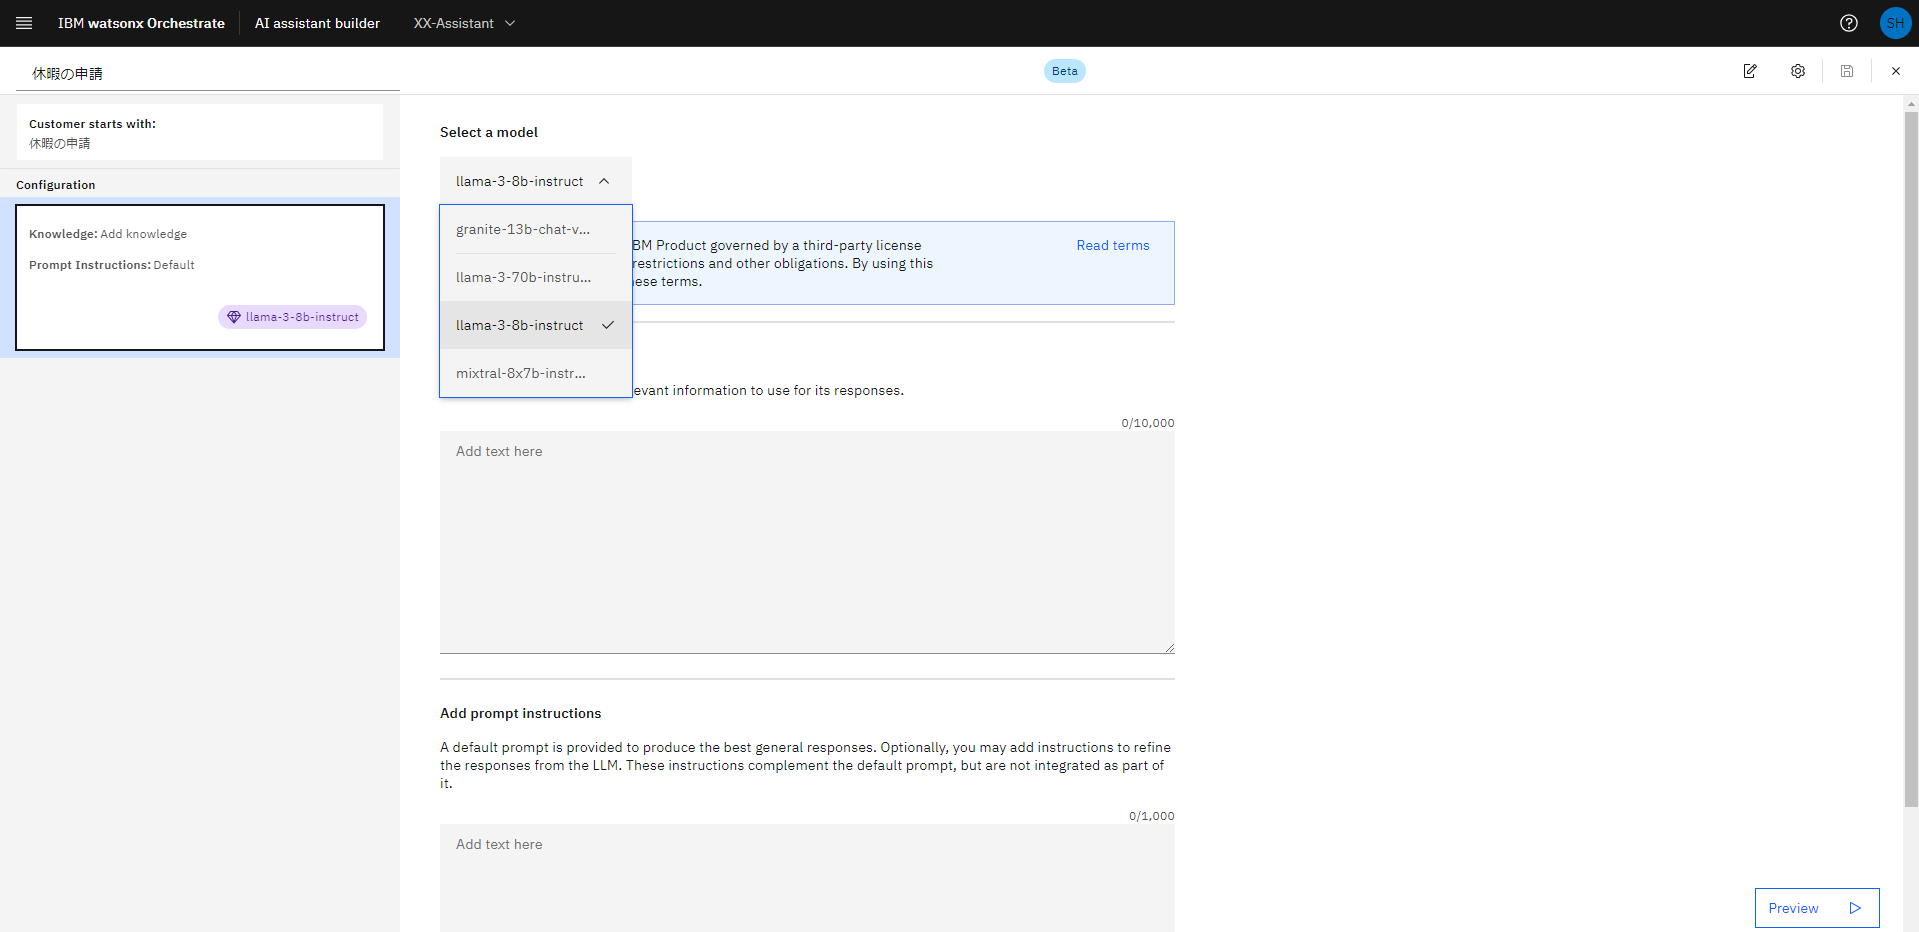 IBM watsonx Orchestrate
AI assistant builder
XX-Assistant
SH
休暇の申請
Beta
Customer starts with:
休暇の申請
Configuration
Knowledge: Add knowledge
Prompt Instructions: Default
llama-3-8b-instruct
Select a model
llama-3-8b-instruct
granite-13b-chat-v...
llama-3-70b-instru...
llama-3-8b-instruct
mixtral-8x7b-instr...
BM Product governed by a third-party license
restrictions and other obligations. By using this
ese terms.
Read terms
evant information to use for its responses.
0/10,000
Add text here
Add prompt instructions
A default prompt is provided to produce the best general responses. Optionally, you may add instructions to refine
the responses from the LLM. These instructions complement the default prompt, but are not integrated as part of
it.
0/1,000
Add text here
Preview